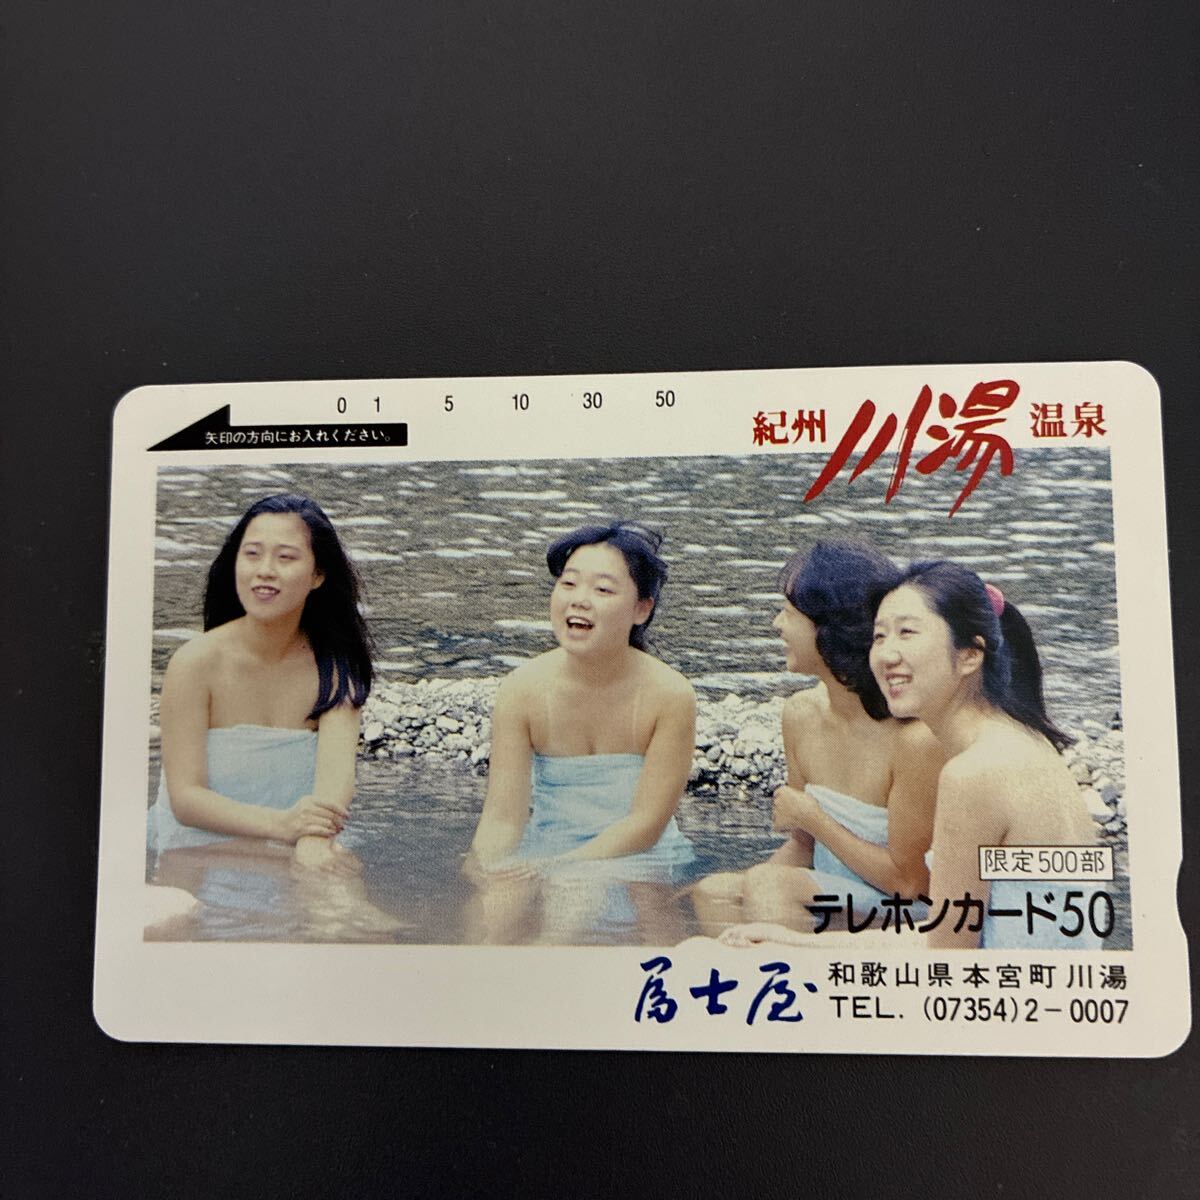 0 1 5 10 30 50
矢印の方向にお入れください。
紀州 川湯 温泉
限定500部
テレホンカード50
冨士屋 和歌山県本宮町川湯
TEL. (07354)2-0007